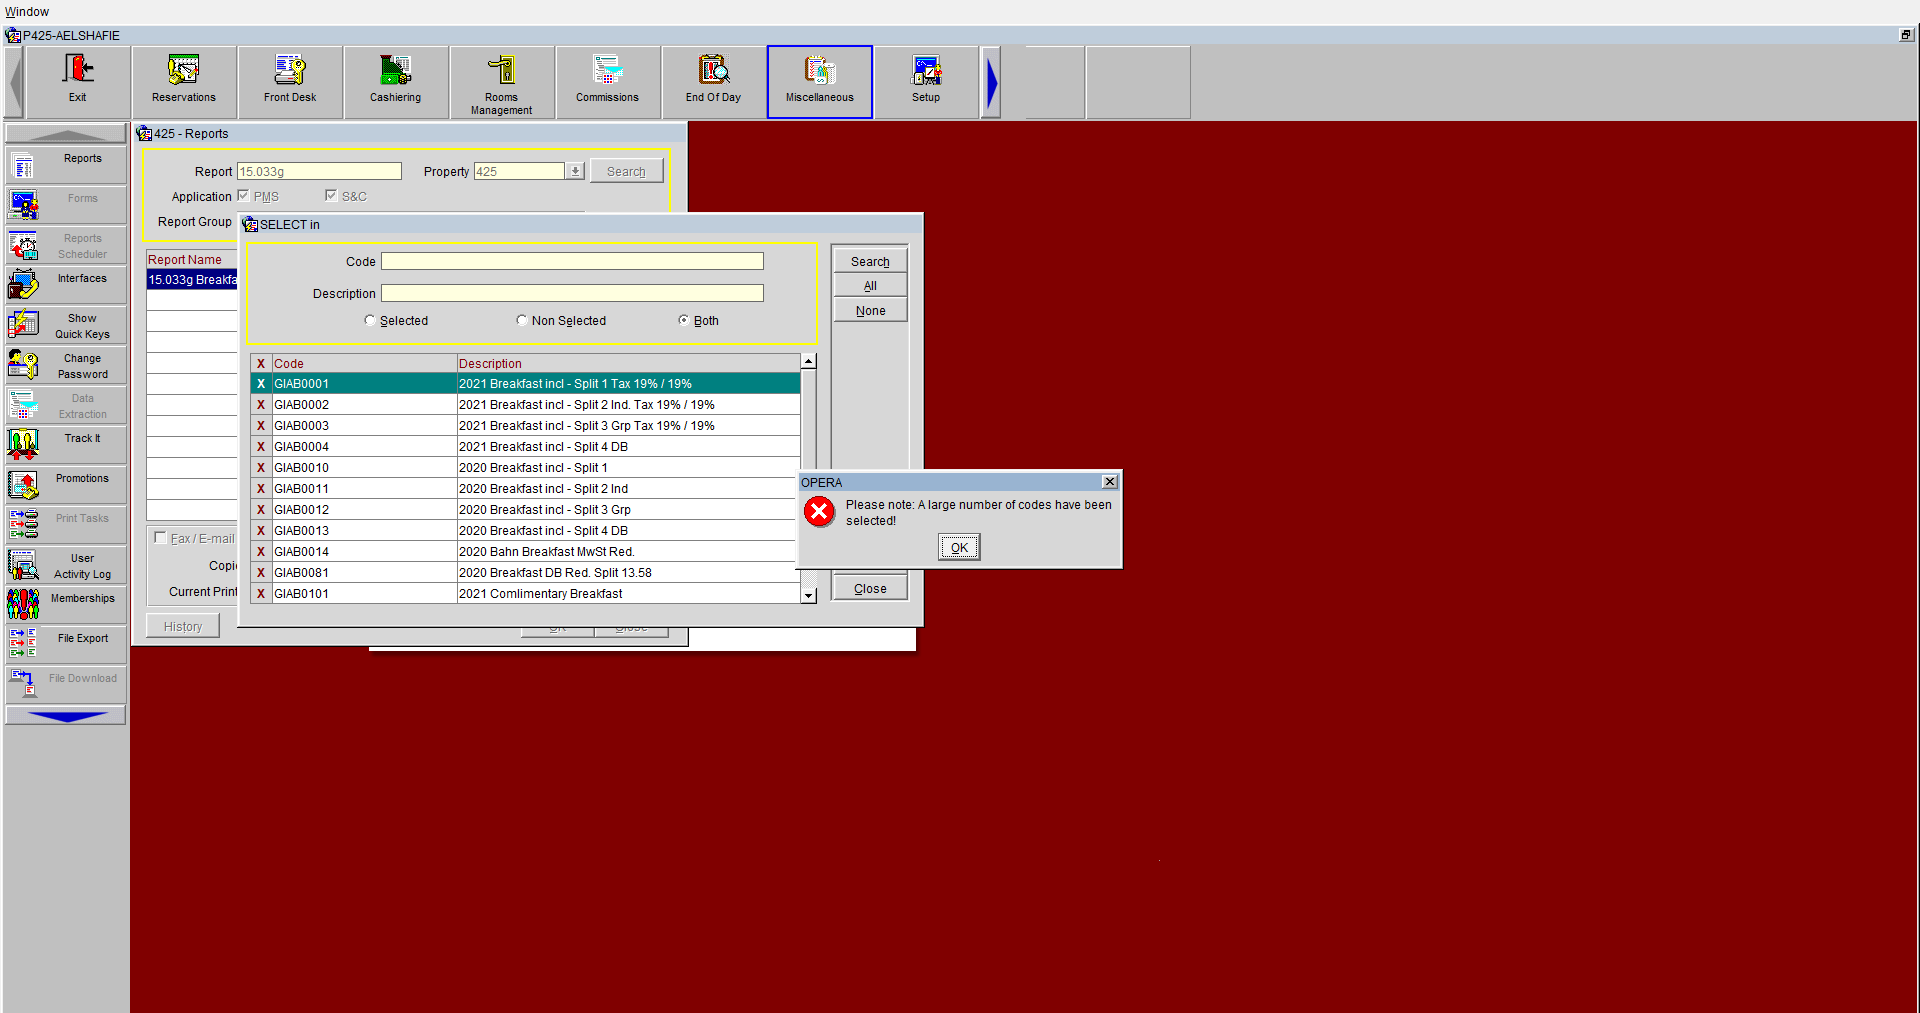 Window
P425-AELSHAFIE
Exit
Reservations
Front Desk
Cashiering
Rooms
Management
Commissions
End Of Day
Miscellaneous
Setup
Reports
Forms
Reports
Scheduler
Interfaces
Show
Quick Keys
Change
Password
Data
Extraction
Track It
Promotions
Print Tasks
User
Activity Log
Memberships
File Export
File Download
425 - Reports
Report 15.033g Property 425 Search
Application PMS S&C
Report Group
Report Name
15.033g Breakfa
Fax / E-mail
Copi
Current Print
History
OK Close
SELECT in
Code
Description
Selected Non Selected Both
Search
All
None
X Code Description
X GIAB0001 2021 Breakfast incl - Split 1 Tax 19% / 19%
X GIAB0002 2021 Breakfast incl - Split 2 Ind. Tax 19% / 19%
X GIAB0003 2021 Breakfast incl - Split 3 Grp Tax 19% / 19%
X GIAB0004 2021 Breakfast incl - Split 4 DB
X GIAB0010 2020 Breakfast incl - Split 1
X GIAB0011 2020 Breakfast incl - Split 2 Ind
X GIAB0012 2020 Breakfast incl - Split 3 Grp
X GIAB0013 2020 Breakfast incl - Split 4 DB
X GIAB0014 2020 Bahn Breakfast MwSt Red.
X GIAB0081 2020 Breakfast DB Red. Split 13.58
X GIAB0101 2021 Comlimentary Breakfast
Close
OPERA
Please note: A large number of codes have been
selected!
OK